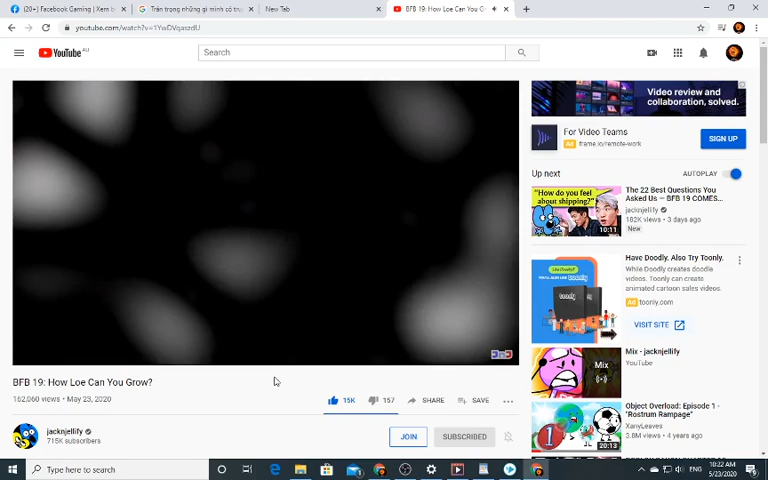 (20+) Facebook Gaming | Xem b
Trân trọng những gì mình có tru
New Tab
BFB 19: How Loe Can You Gro
youtube.com/watch?v=1YwDVqaszdU
YouTube AU
Search
Video review and
collaboration, solved.
For Video Teams
Ad frame.io/remote-work
SIGN UP
Up next
AUTOPLAY
"How do you feel
about shipping?"
10:11
The 22 Best Questions You
Asked Us — BFB 19 COMES...
jacknjellify
182K views • 3 days ago
New
Have Doodly, Also Try Toonly.
While Doodly creates doodle
videos. Toonly can create
animated cartoon sales videos.
Ad toonly.com
VISIT SITE
toonly
Mix
Mix - jacknjellify
YouTube
Object Overload: Episode 1 -
"Rostrum Rampage"
XanyLeaves
3.8M views • 4 years ago
20:13
BFB 19: How Loe Can You Grow?
162,060 views • May 23, 2020
15K
157
SHARE
SAVE
jacknjellify
715K subscribers
JOIN
SUBSCRIBED
Type here to search
ENG
10:22 AM
5/23/2020